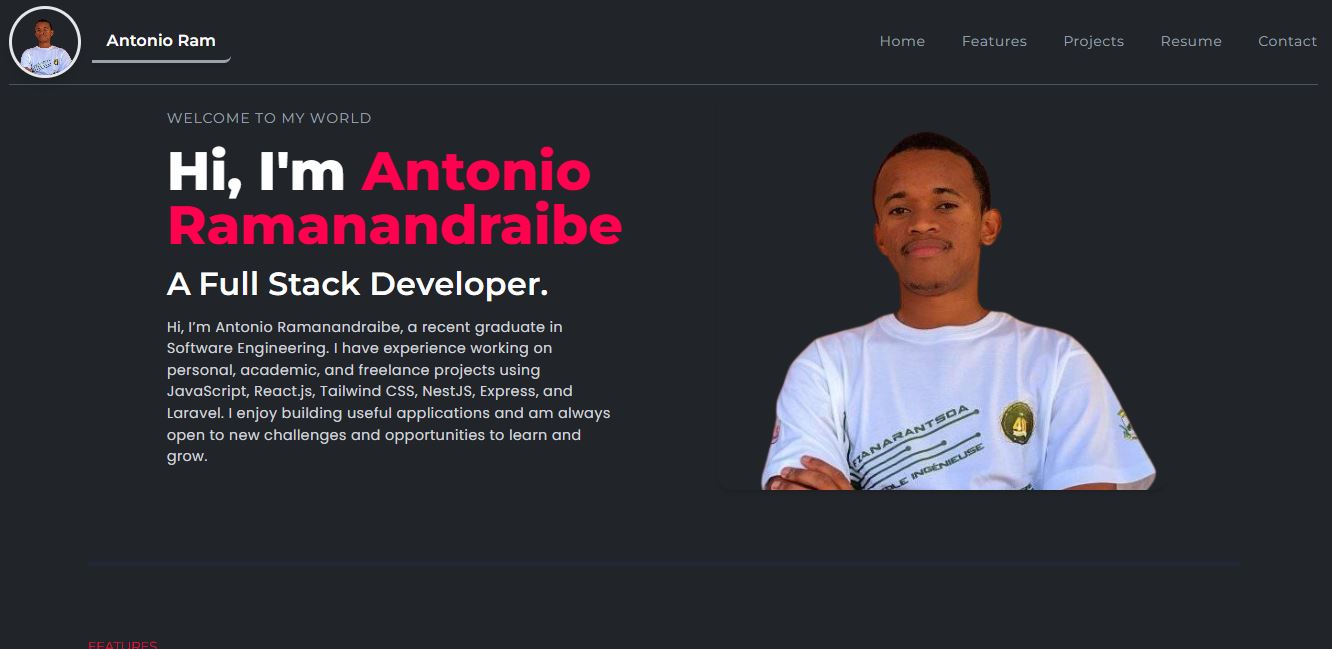 Antonio Ram
Home Features Projects Resume Contact
WELCOME TO MY WORLD
Hi, I'm Antonio
Ramanandraibe
A Full Stack Developer.
Hi, I’m Antonio Ramanandraibe, a recent graduate in
Software Engineering. I have experience working on
personal, academic, and freelance projects using
JavaScript, React.js, Tailwind CSS, NestJS, Express, and
Laravel. I enjoy building useful applications and am always
open to new challenges and opportunities to learn and
grow.
FIANARANTSOA
INGÉNIEUSE
FEATURES